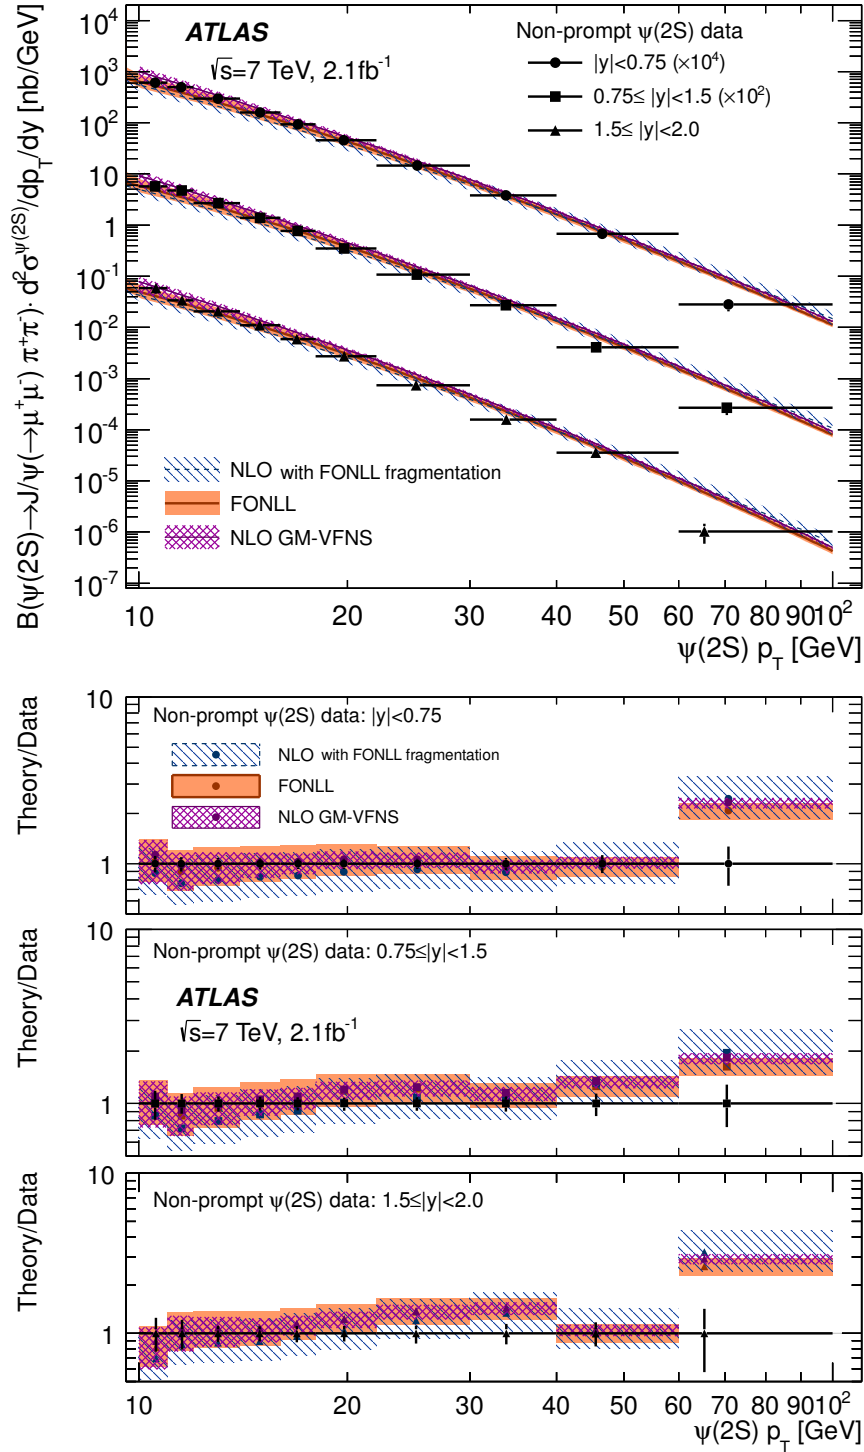 ATLAS
√s=7 TeV, 2.1fb⁻¹
Non-prompt ψ(2S) data
|y|<0.75 (×10⁴)
0.75≤ |y|<1.5 (×10²)
1.5≤ |y|<2.0
B(ψ(2S)→J/ψ(→μ⁺μ⁻) π⁺π⁻)· d²σ^ψ(2S)/dp_T/dy [nb/GeV]
10⁴
10³
10²
10
1
10⁻¹
10⁻²
10⁻³
10⁻⁴
10⁻⁵
10⁻⁶
10⁻⁷
NLO with FONLL fragmentation
FONLL
NLO GM-VFNS
10 20 30 40 50 60 70 80 90 10²
ψ(2S) p_T [GeV]
Theory/Data
10
1
Non-prompt ψ(2S) data: |y|<0.75
NLO with FONLL fragmentation
FONLL
NLO GM-VFNS
Theory/Data
10
1
Non-prompt ψ(2S) data: 0.75≤|y|<1.5
ATLAS
√s=7 TeV, 2.1fb⁻¹
Theory/Data
10
1
Non-prompt ψ(2S) data: 1.5≤|y|<2.0
10 20 30 40 50 60 70 80 90 10²
ψ(2S) p_T [GeV]